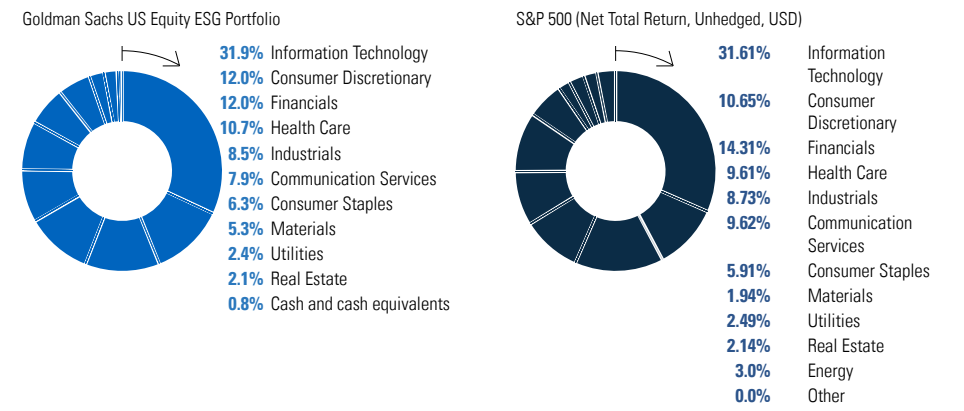 Goldman Sachs US Equity ESG Portfolio
31.9% Information Technology
12.0% Consumer Discretionary
12.0% Financials
10.7% Health Care
8.5% Industrials
7.9% Communication Services
6.3% Consumer Staples
5.3% Materials
2.4% Utilities
2.1% Real Estate
0.8% Cash and cash equivalents
S&P 500 (Net Total Return, Unhedged, USD)
31.61% Information
Technology
10.65% Consumer
Discretionary
14.31% Financials
9.61% Health Care
8.73% Industrials
9.62% Communication
Services
5.91% Consumer Staples
1.94% Materials
2.49% Utilities
2.14% Real Estate
3.0% Energy
0.0% Other